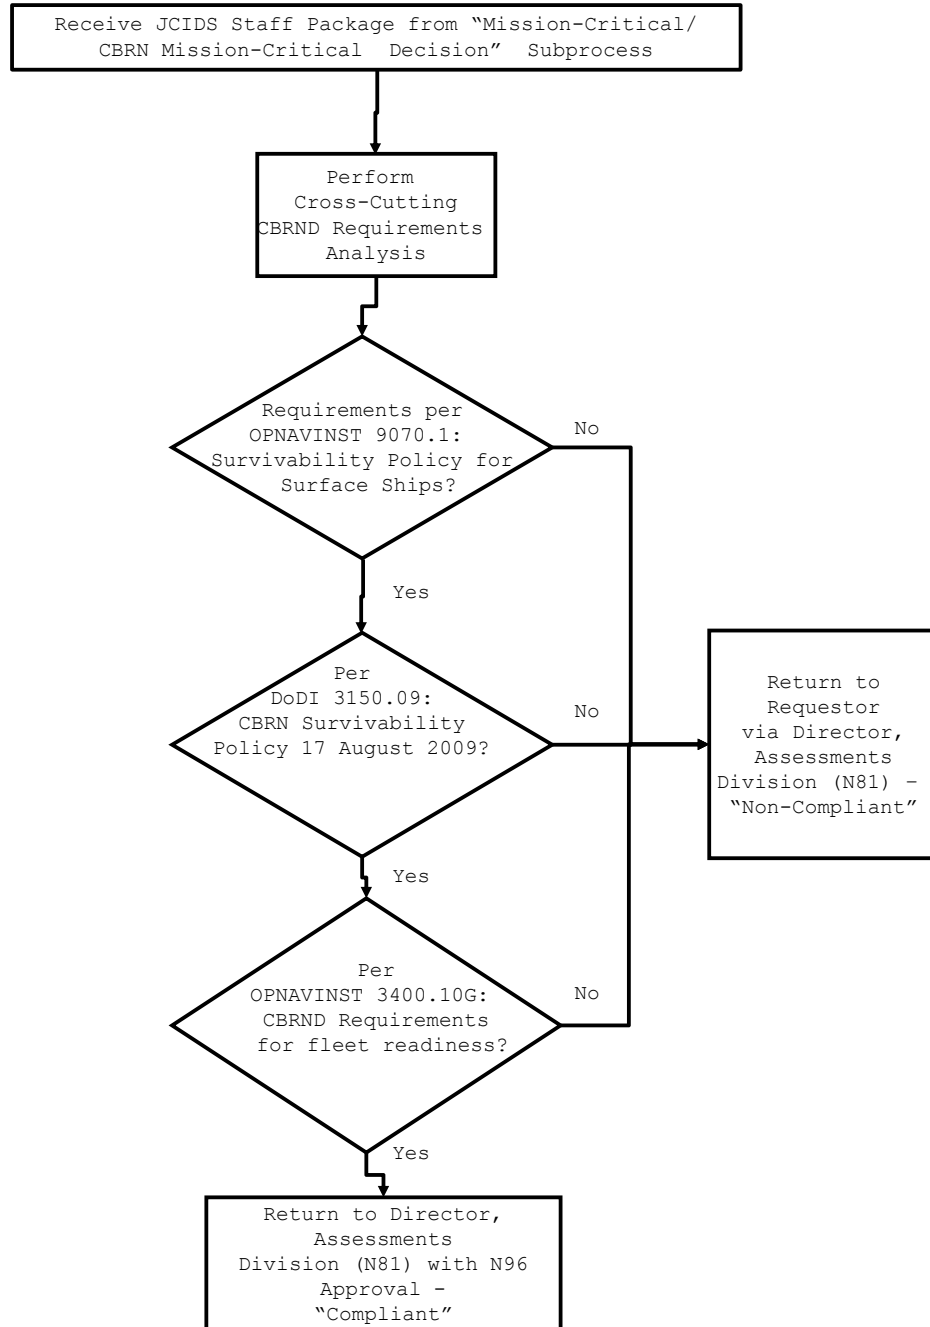 Receive JCIDS Staff Package from “Mission-Critical/
CBRN Mission-Critical Decision” Subprocess
Perform
Cross-Cutting
CBRND Requirements
Analysis
Requirements per
OPNAVINST 9070.1:
Survivability Policy for
Surface Ships?
No
Yes
Per
DoDI 3150.09:
CBRN Survivability
Policy 17 August 2009?
No
Return to
Requestor
via Director,
Assessments
Division (N81) –
“Non-Compliant”
Yes
Per
OPNAVINST 3400.10G:
CBRND Requirements
for fleet readiness?
No
Yes
Return to Director,
Assessments
Division (N81) with N96
Approval -
“Compliant”